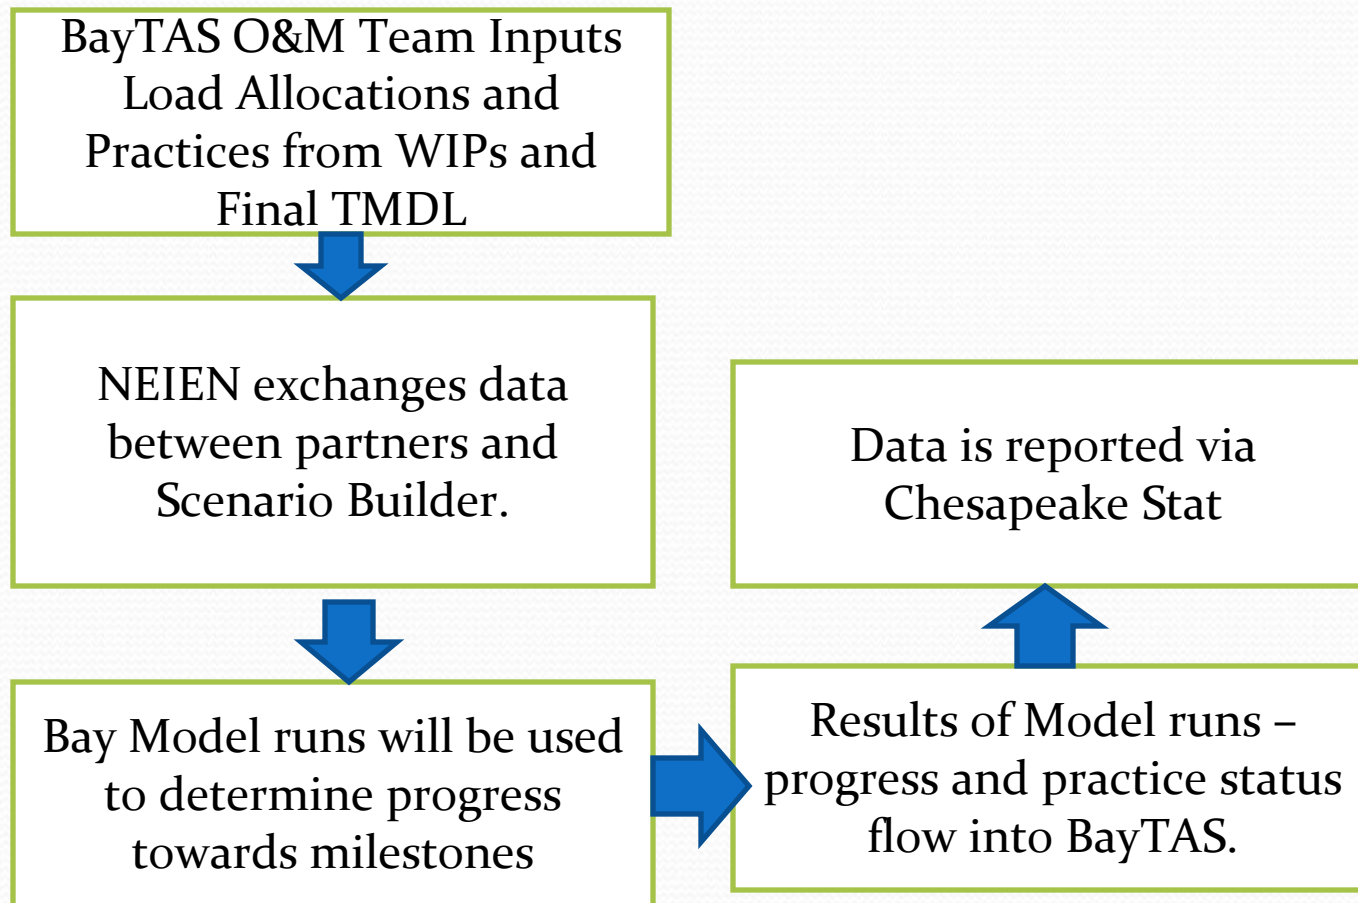 BayTAS O&M Team Inputs
Load Allocations and
Practices from WIPs and
Final TMDL
NEIEN exchanges data
between partners and
Scenario Builder.
Bay Model runs will be used
to determine progress
towards milestones
Results of Model runs –
progress and practice status
flow into BayTAS.
Data is reported via
Chesapeake Stat